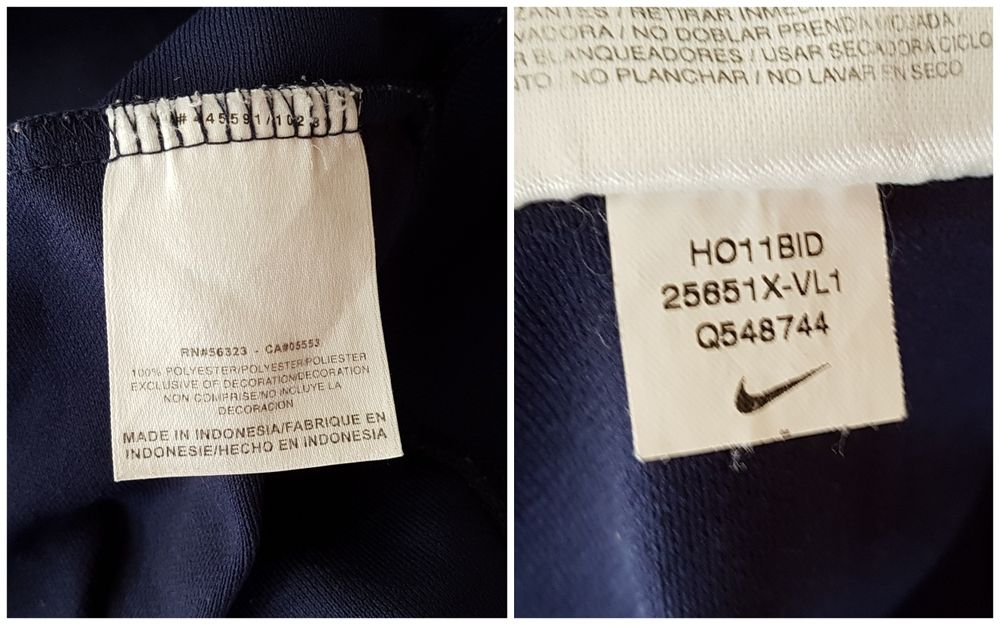 # 45591/102
RN#56323 - CA#05553
100% POLYESTER/POLYESTER/POLIESTER
EXCLUSIVE OF DECORATION/DECORATION
NON COMPRISE/NO INCLUYE LA
DECORACION
MADE IN INDONESIA/FABRIQUE EN
INDONESIE/HECHO EN INDONESIA
/ RETIRAR
/ NO DOBLAR PRENDA MOJADA /
BLANQUEADORES / USAR SECADORA CICLO
/ NO PLANCHAR / NO LAVAR EN SECO
HO11BID
25651X-VL1
Q548744